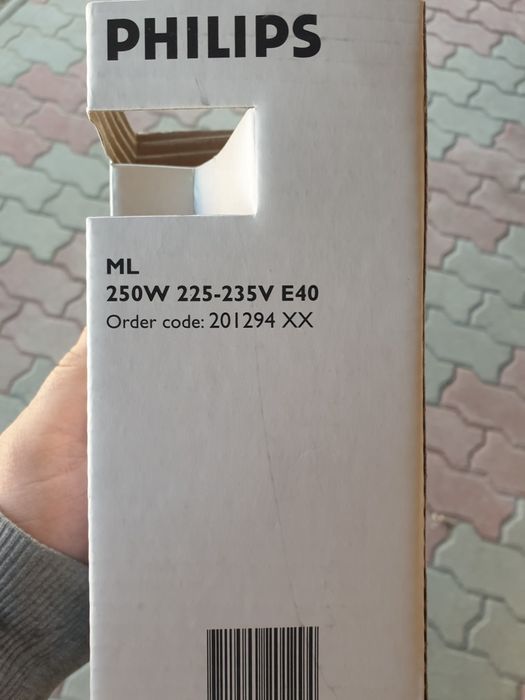 PHILIPS
ML
250W 225-235V E40
Order code: 201294 XX